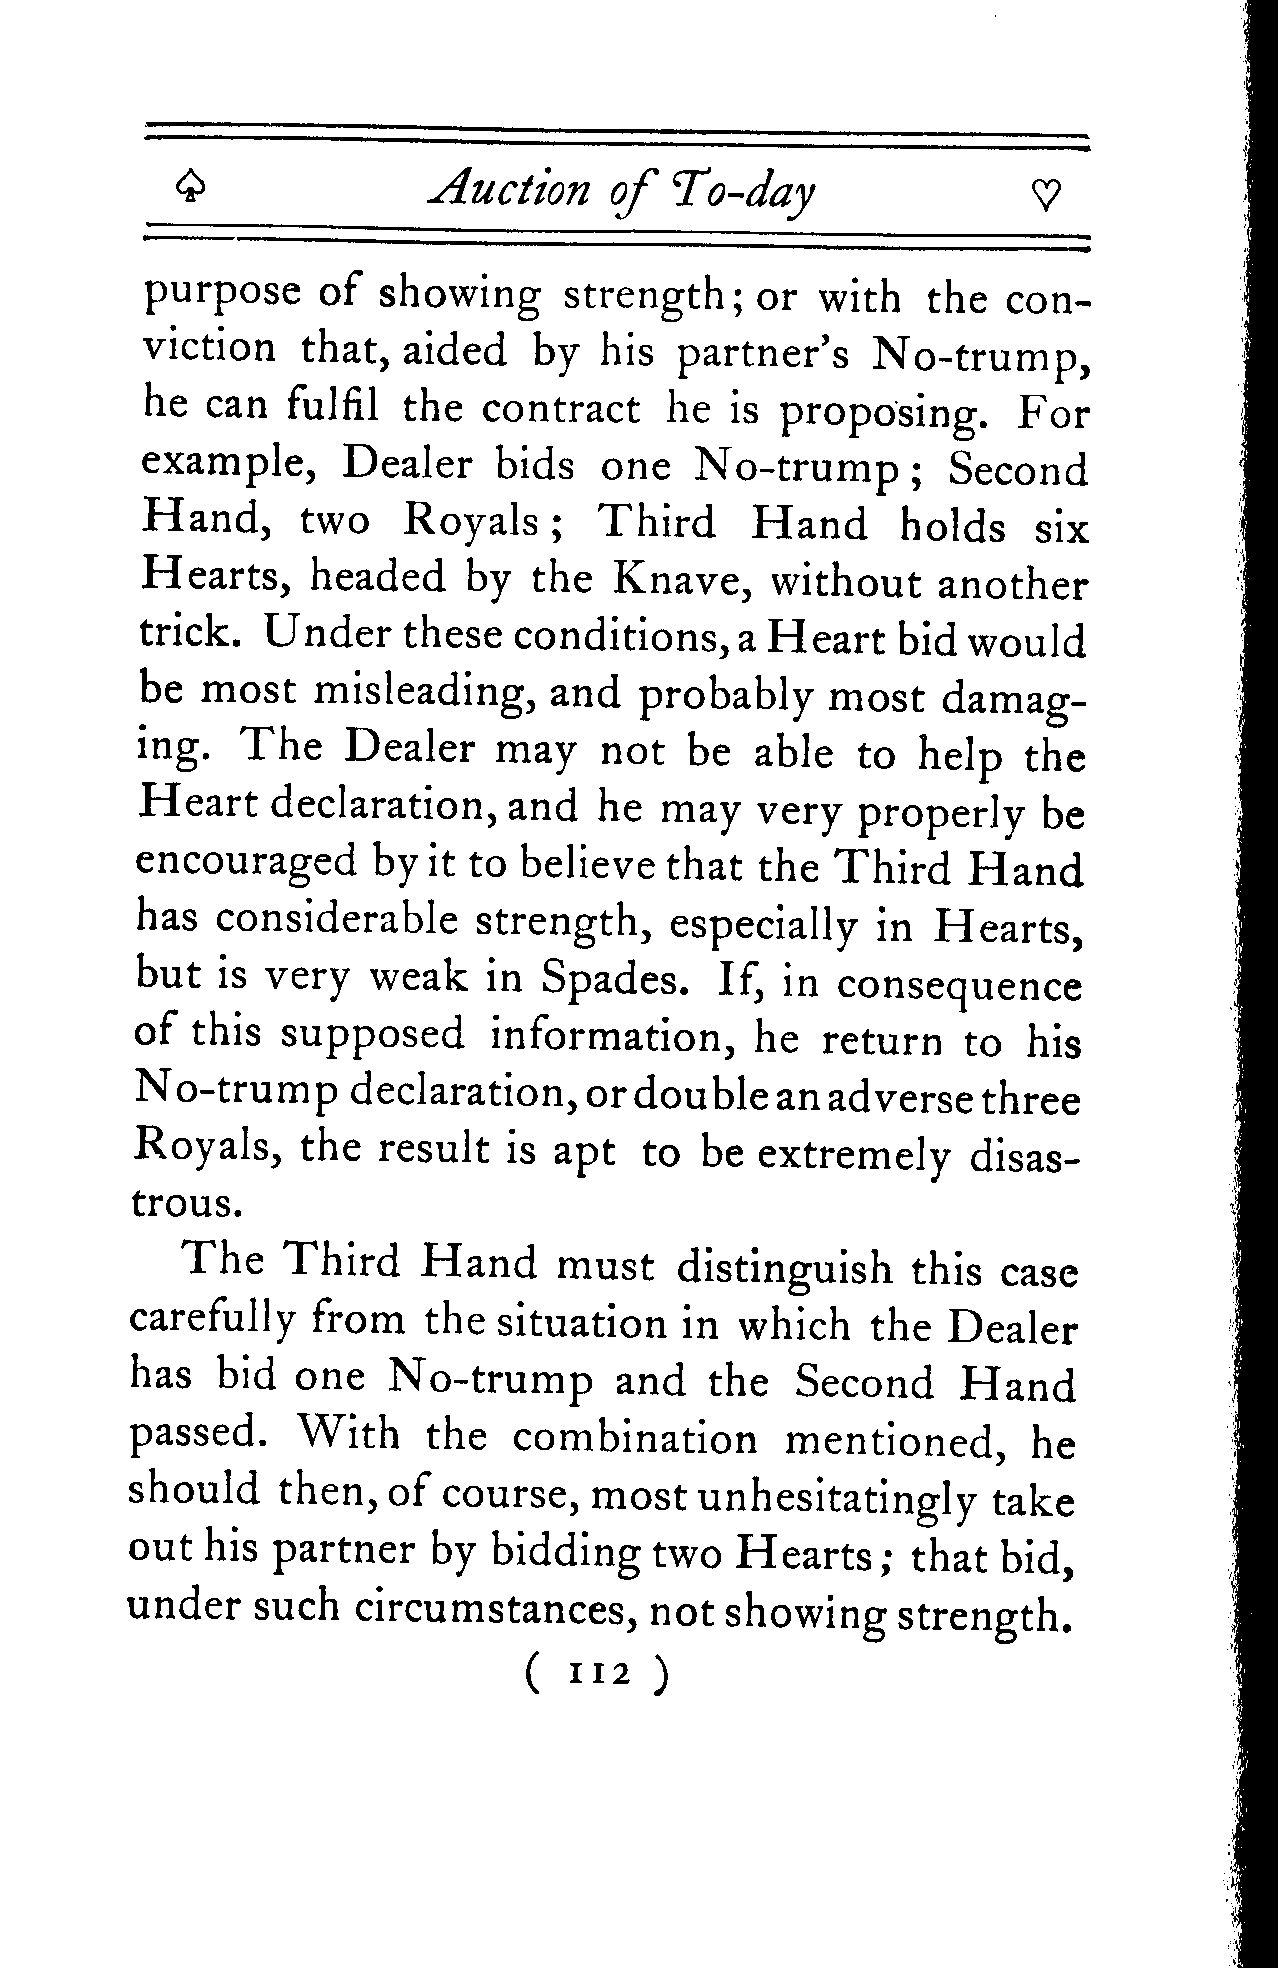 ♤ Auction of To-day ♡
purpose of showing strength; or with the con-
viction that, aided by his partner's No-trump,
he can fulfil the contract he is proposing. For
example, Dealer bids one No-trump; Second
Hand, two Royals; Third Hand holds six
Hearts, headed by the Knave, without another
trick. Under these conditions, a Heart bid would
be most misleading, and probably most damag-
ing. The Dealer may not be able to help the
Heart declaration, and he may very properly be
encouraged by it to believe that the Third Hand
has considerable strength, especially in Hearts,
but is very weak in Spades. If, in consequence
of this supposed information, he return to his
No-trump declaration, or double an adverse three
Royals, the result is apt to be extremely disas-
trous.
The Third Hand must distinguish this case
carefully from the situation in which the Dealer
has bid one No-trump and the Second Hand
passed. With the combination mentioned, he
should then, of course, most unhesitatingly take
out his partner by bidding two Hearts; that bid,
under such circumstances, not showing strength.
( 112 )